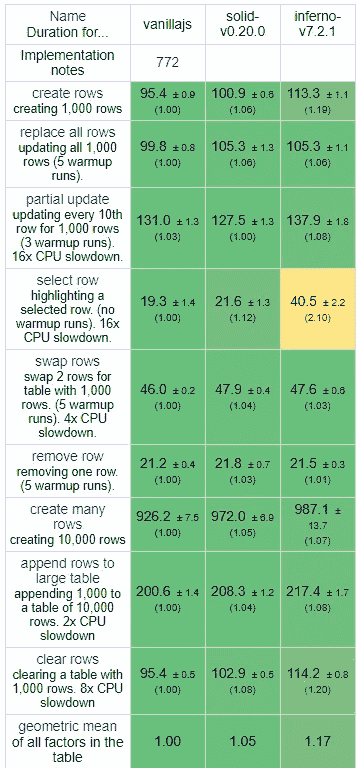 Name
Duration for...
vanillajs
solid-
v0.20.0
inferno-
v7.2.1
Implementation
notes
772
create rows
creating 1,000 rows
95.4 ± 0.9
(1.00)
100.9 ± 0.6
(1.06)
113.3 ± 1.1
(1.19)
replace all rows
updating all 1,000
rows (5 warmup
runs).
99.8 ± 0.8
(1.00)
105.3 ± 1.3
(1.06)
105.3 ± 1.1
(1.06)
partial update
updating every 10th
row for 1,000 rows
(3 warmup runs).
16x CPU slowdown.
131.0 ± 1.3
(1.03)
127.5 ± 1.3
(1.00)
137.9 ± 1.8
(1.08)
select row
highlighting a
selected row. (no
warmup runs). 16x
CPU slowdown.
19.3 ± 1.4
(1.00)
21.6 ± 1.3
(1.12)
40.5 ± 2.2
(2.10)
swap rows
swap 2 rows for
table with 1,000
rows. (5 warmup
runs). 4x CPU
slowdown.
46.0 ± 0.2
(1.00)
47.9 ± 0.4
(1.04)
47.6 ± 0.6
(1.03)
remove row
removing one row.
(5 warmup runs).
21.2 ± 0.4
(1.00)
21.8 ± 0.7
(1.03)
21.5 ± 0.3
(1.01)
create many
rows
creating 10,000 rows
926.2 ± 7.5
(1.00)
972.0 ± 6.9
(1.05)
987.1 ±
13.7
(1.07)
append rows to
large table
appending 1,000 to
a table of 10,000
rows. 2x CPU
slowdown
200.6 ± 1.4
(1.00)
208.3 ± 1.2
(1.04)
217.4 ± 1.7
(1.08)
clear rows
clearing a table with
1,000 rows. 8x CPU
slowdown
95.4 ± 0.5
(1.00)
102.9 ± 0.5
(1.08)
114.2 ± 0.8
(1.20)
geometric mean
of all factors in the
table
1.00
1.05
1.17